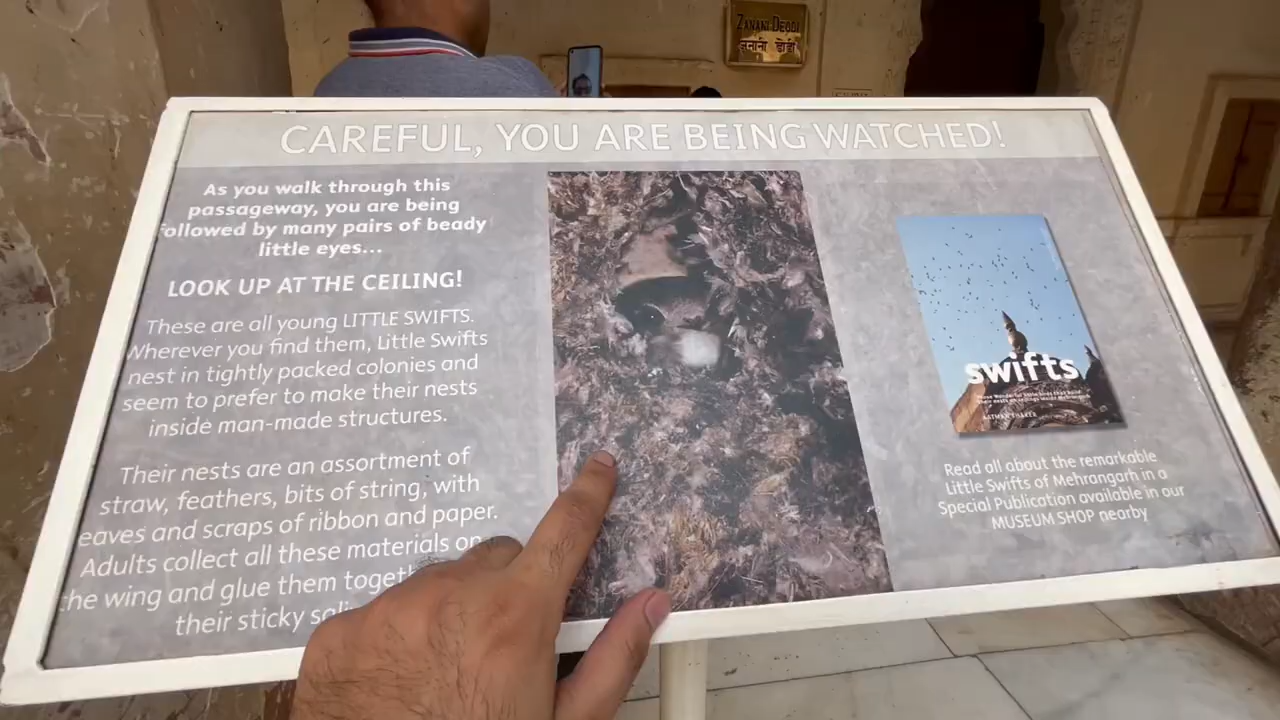 ZANANI DEODI
जनानी डोढी
CAREFUL, YOU ARE BEING WATCHED!
As you walk through this
passageway, you are being
followed by many pairs of beady
little eyes...
LOOK UP AT THE CEILING!
These are all young LITTLE SWIFTS.
Wherever you find them, Little Swifts
nest in tightly packed colonies and
seem to prefer to make their nests
inside man-made structures.
Their nests are an assortment of
straw, feathers, bits of string, with
leaves and scraps of ribbon and paper.
Adults collect all these materials on
the wing and glue them
their sticky
swifts
Read all about the remarkable
Little Swifts of Mehrangarh in a
Special Publication available in our
MUSEUM SHOP nearby